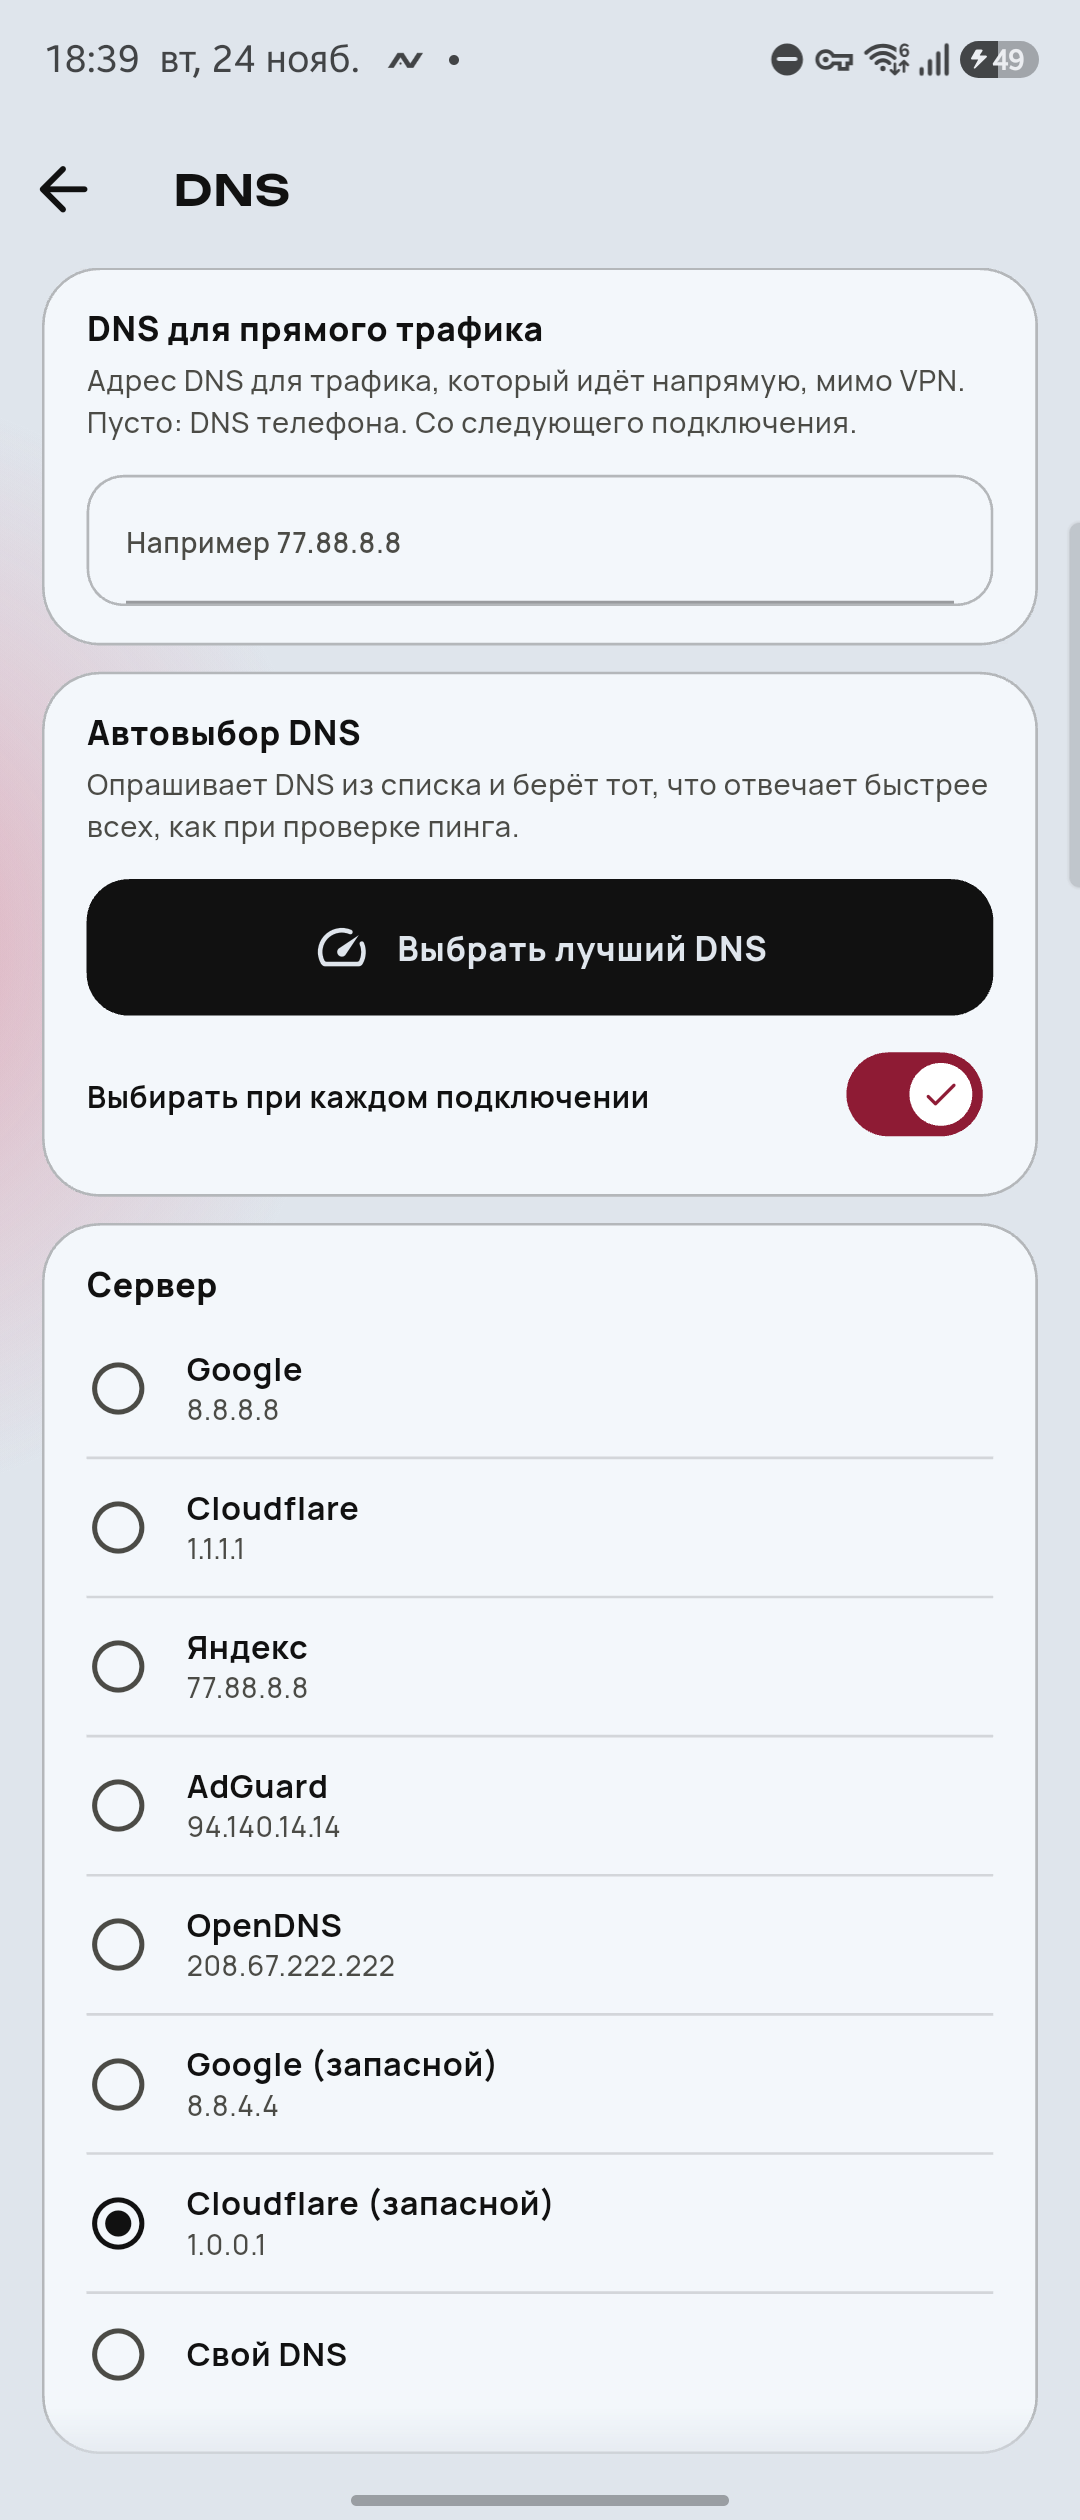 18:39 вт, 24 нояб.
6
49
DNS
DNS для прямого трафика
Адрес DNS для трафика, который идёт напрямую, мимо VPN.
Пусто: DNS телефона. Со следующего подключения.
Например 77.88.8.8
Автовыбор DNS
Опрашивает DNS из списка и берёт тот, что отвечает быстрее
всех, как при проверке пинга.
Выбрать лучший DNS
Выбирать при каждом подключении
Сервер
Google
8.8.8.8
Cloudflare
1.1.1.1
Яндекс
77.88.8.8
AdGuard
94.140.14.14
OpenDNS
208.67.222.222
Google (запасной)
8.8.4.4
Cloudflare (запасной)
1.0.0.1
Свой DNS